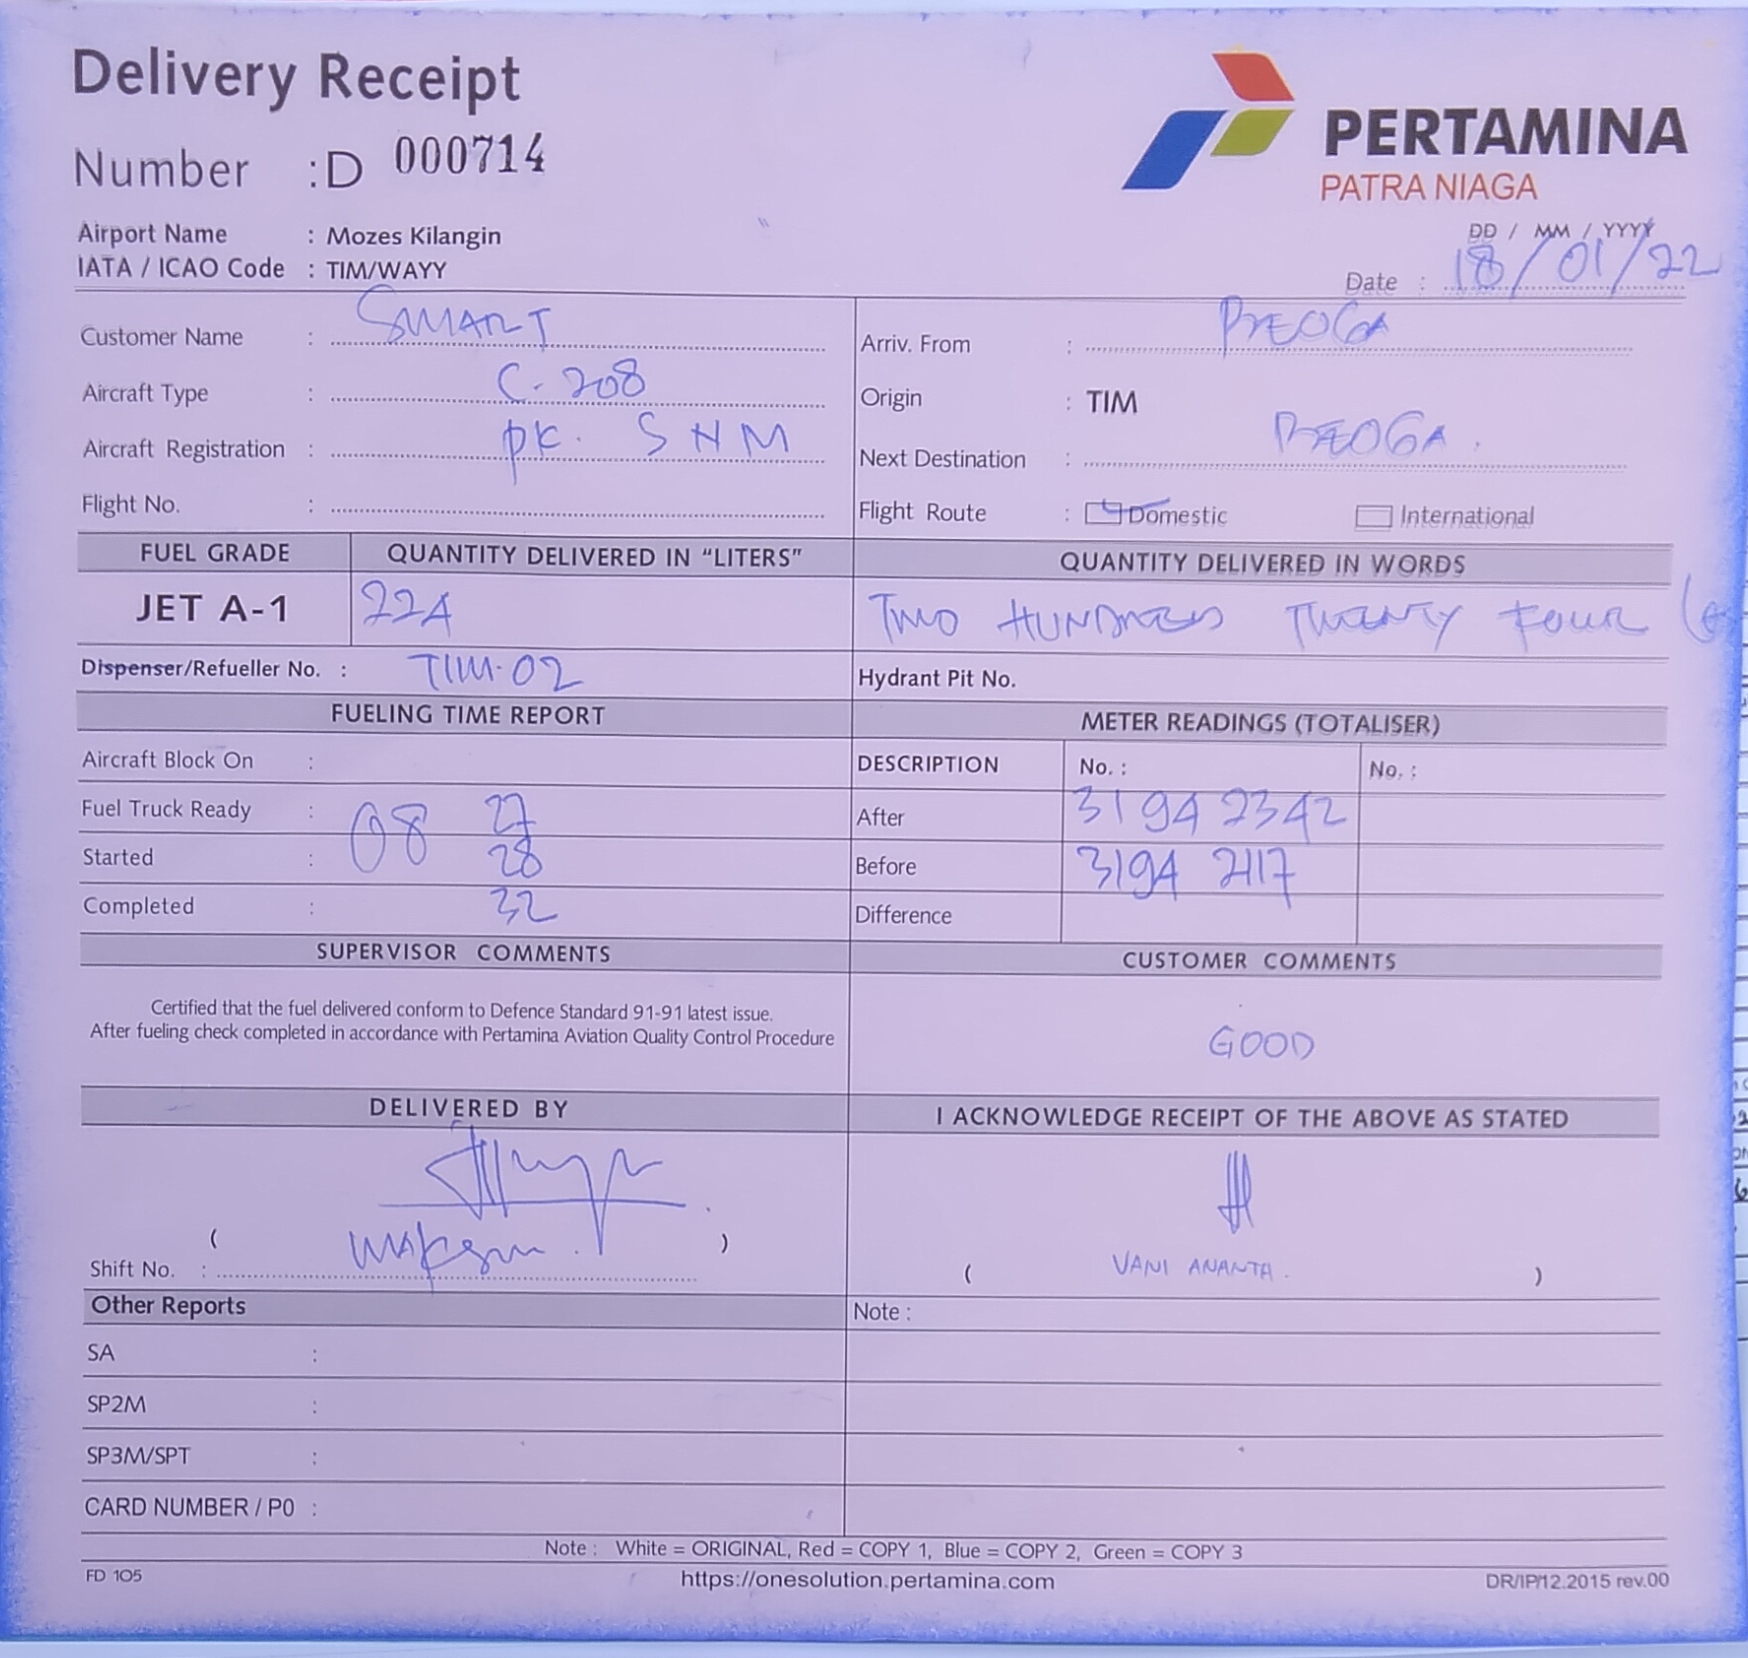 Delivery Receipt
Number : D 000714
PERTAMINA
PATRA NIAGA
Airport Name : Mozes Kilangin
IATA / ICAO Code : TIM/WAYY
DD / MM / YYYY
Date : 18/01/22
Customer Name : SMART
Arriv. From : BEOGA
Aircraft Type : C-208
Origin : TIM
Aircraft Registration : PK. SNM
Next Destination : BEOGA.
Flight No. :
Flight Route : Domestic International
FUEL GRADE QUANTITY DELIVERED IN "LITERS" QUANTITY DELIVERED IN WORDS
JET A-1 224 TWO HUNDRED TWENTY FOUR
Dispenser/Refueller No. : TIM-02
Hydrant Pit No.
FUELING TIME REPORT METER READINGS (TOTALISER)
Aircraft Block On :
DESCRIPTION No. : No. :
Fuel Truck Ready : 08 27
After 3194 2342
Started : 28
Before 3194 2117
Completed : 32
Difference
SUPERVISOR COMMENTS CUSTOMER COMMENTS
Certified that the fuel delivered conform to Defence Standard 91-91 latest issue.
After fueling check completed in accordance with Pertamina Aviation Quality Control Procedure
GOOD
DELIVERED BY I ACKNOWLEDGE RECEIPT OF THE ABOVE AS STATED
( )
Shift No. :
( VANI ANANTA. )
Other Reports Note :
SA :
SP2M :
SP3M/SPT :
CARD NUMBER / P0 :
Note : White = ORIGINAL, Red = COPY 1, Blue = COPY 2, Green = COPY 3
FD 105 https://onesolution.pertamina.com DR/IP/12.2015 rev.00